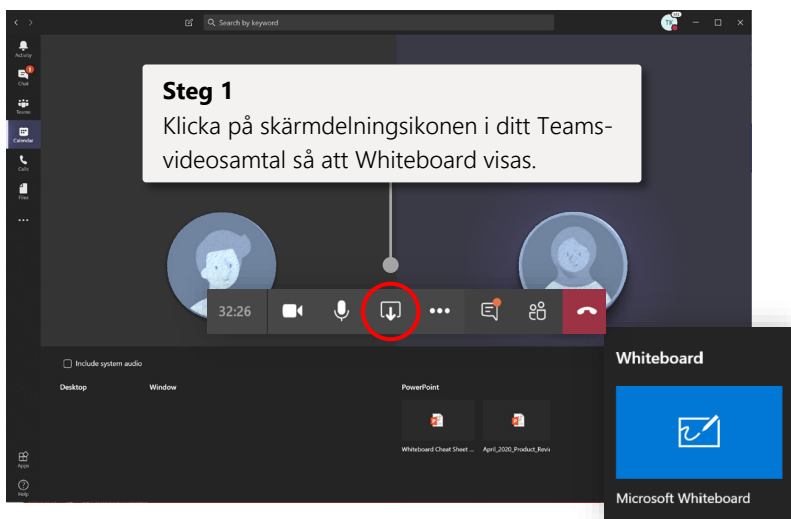 Search by keyword
TK
Activity
1
Chat
Teams
Calendar
Calls
Files
Steg 1
Klicka på skärmdelningsikonen i ditt Teams-
videosamtal så att Whiteboard visas.
32:26
Include system audio
Desktop Window PowerPoint
Whiteboard Cheat Sheet ... April_2020_Product_Revi
Whiteboard
Microsoft Whiteboard
Apps
Help